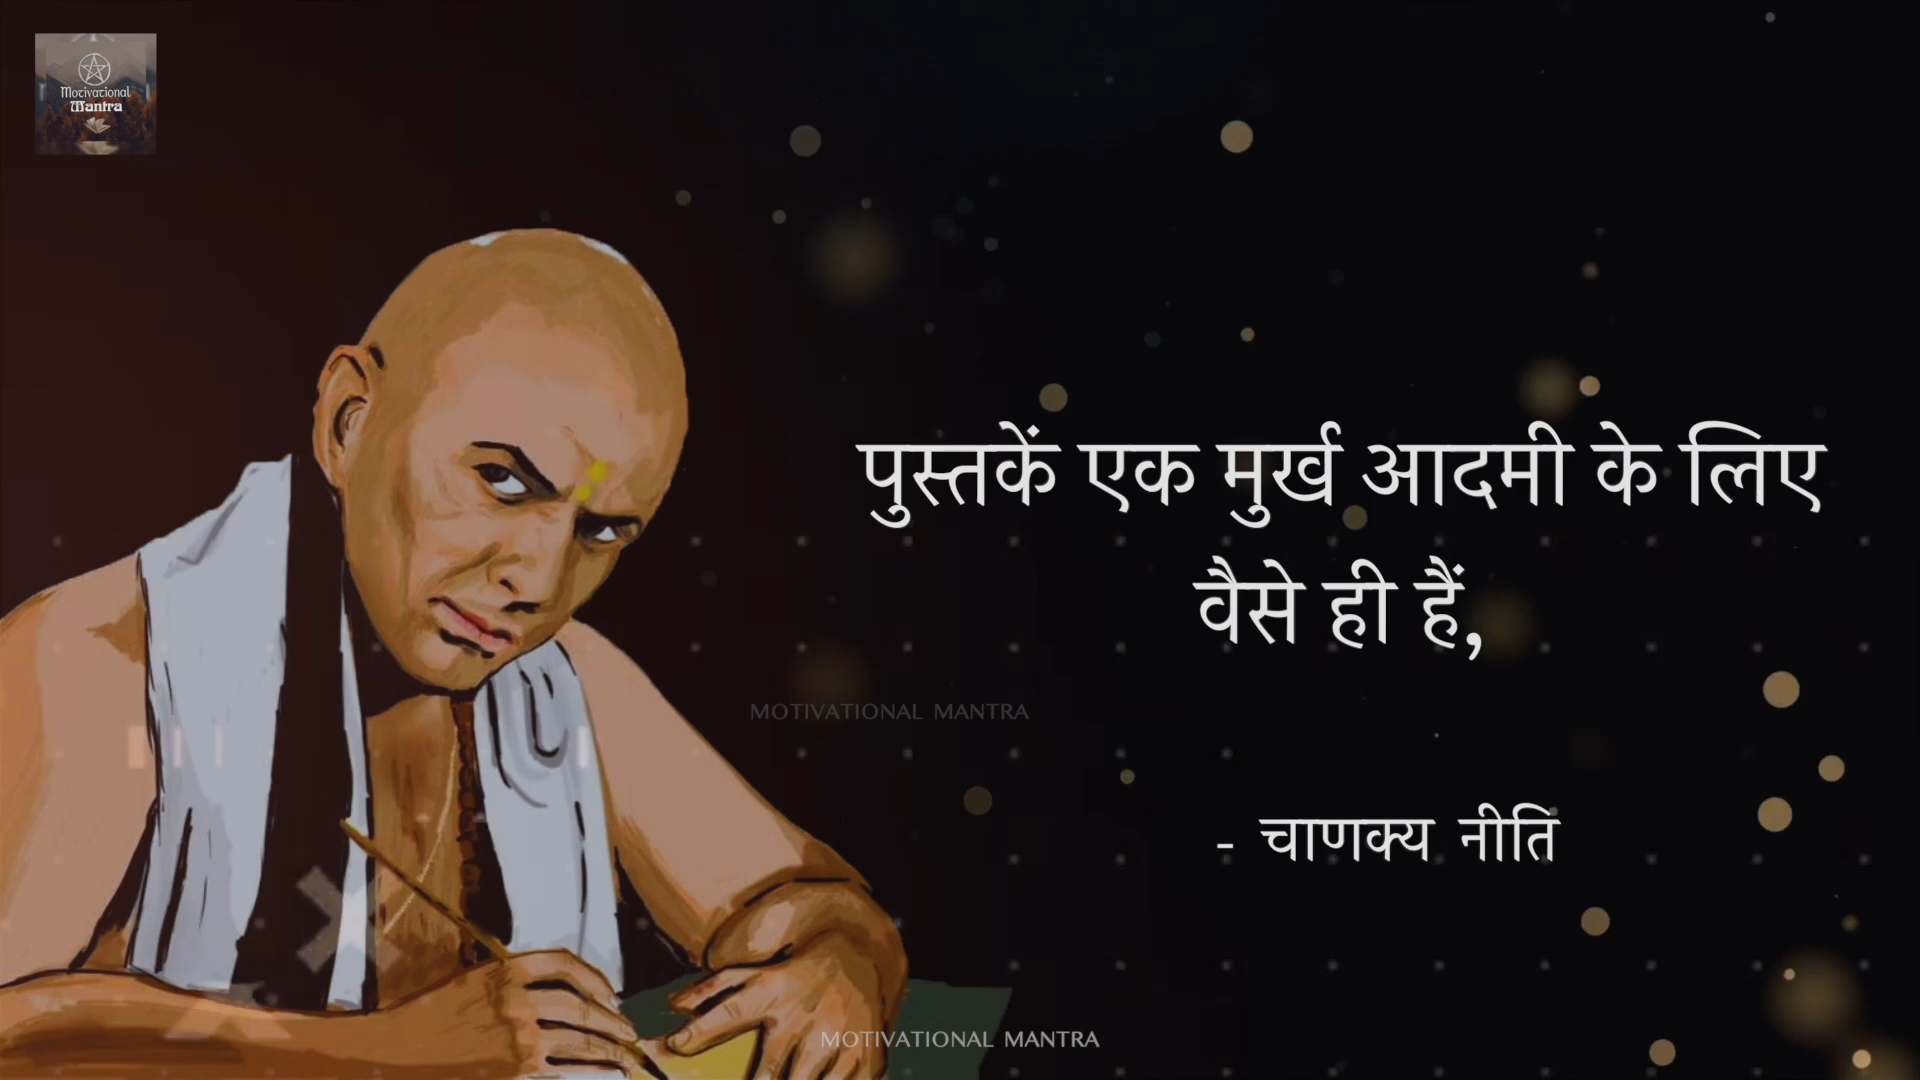 Motivational
Mantra
पुस्तकें एक मुर्ख आदमी के लिए
वैसे ही हैं,
MOTIVATIONAL MANTRA
- चाणक्य नीति
MOTIVATIONAL MANTRA